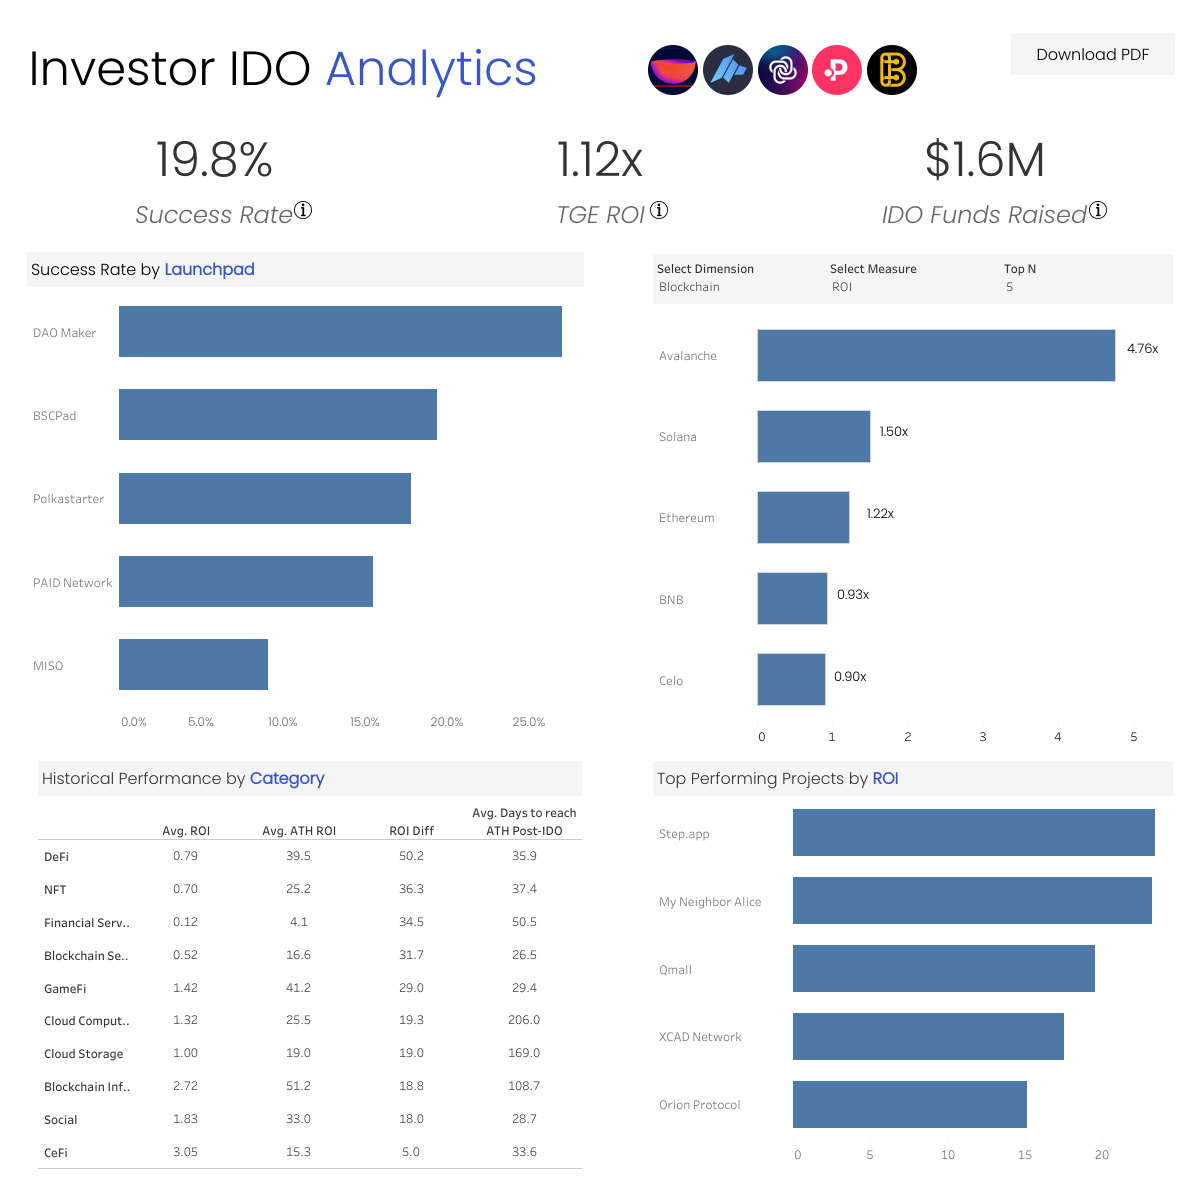 Investor IDO Analytics
Download PDF
19.8%
1.12x
$1.6M
Success Rate
TGE ROI
IDO Funds Raised
Success Rate by Launchpad
DAO Maker
BSCPad
Polkastarter
PAID Network
MISO
0.0% 5.0% 10.0% 15.0% 20.0% 25.0%
Select Dimension Select Measure Top N
Blockchain ROI 5
Avalanche 4.76x
Solana 1.50x
Ethereum 1.22x
BNB 0.93x
Celo 0.90x
0 1 2 3 4 5
Historical Performance by Category
Avg. Days to reach
Avg. ROI Avg. ATH ROI ROI Diff ATH Post-IDO
DeFi 0.79 39.5 50.2 35.9
NFT 0.70 25.2 36.3 37.4
Financial Serv.. 0.12 4.1 34.5 50.5
Blockchain Se.. 0.52 16.6 31.7 26.5
GameFi 1.42 41.2 29.0 29.4
Cloud Comput.. 1.32 25.5 19.3 206.0
Cloud Storage 1.00 19.0 19.0 169.0
Blockchain Inf.. 2.72 51.2 18.8 108.7
Social 1.83 33.0 18.0 28.7
CeFi 3.05 15.3 5.0 33.6
Top Performing Projects by ROI
Step.app
My Neighbor Alice
Qmall
XCAD Network
Orion Protocol
0 5 10 15 20